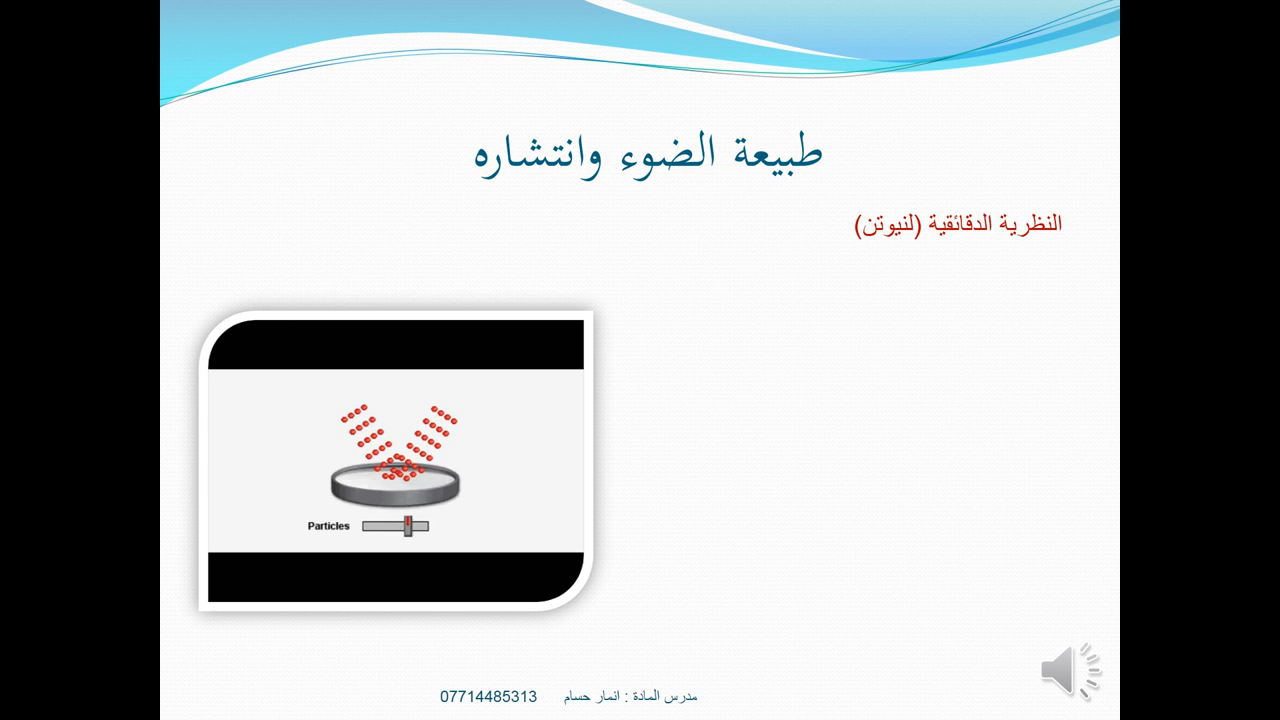 طبيعة الضوء وانتشاره
النظرية الدقائقية (لنيوتن)
Particles
مدرس المادة : انمار حسام 07714485313